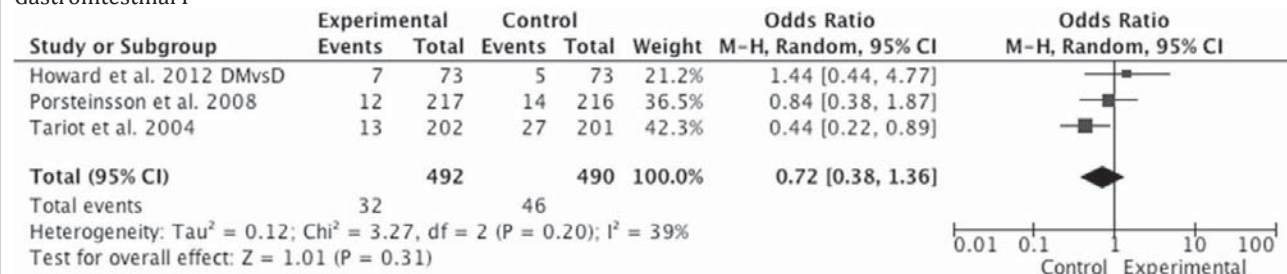 Gastrointestinal I
Experimental Control Odds Ratio Odds Ratio
Study or Subgroup Events Total Events Total Weight M-H, Random, 95% CI M-H, Random, 95% CI
Howard et al. 2012 DMvsD 7 73 5 73 21.2% 1.44 [0.44, 4.77]
Porsteinsson et al. 2008 12 217 14 216 36.5% 0.84 [0.38, 1.87]
Tariot et al. 2004 13 202 27 201 42.3% 0.44 [0.22, 0.89]
Total (95% CI) 492 490 100.0% 0.72 [0.38, 1.36]
Total events 32 46
Heterogeneity: Tau² = 0.12; Chi² = 3.27, df = 2 (P = 0.20); I² = 39%
Test for overall effect: Z = 1.01 (P = 0.31)
0.01 0.1 1 10 100
Control Experimental